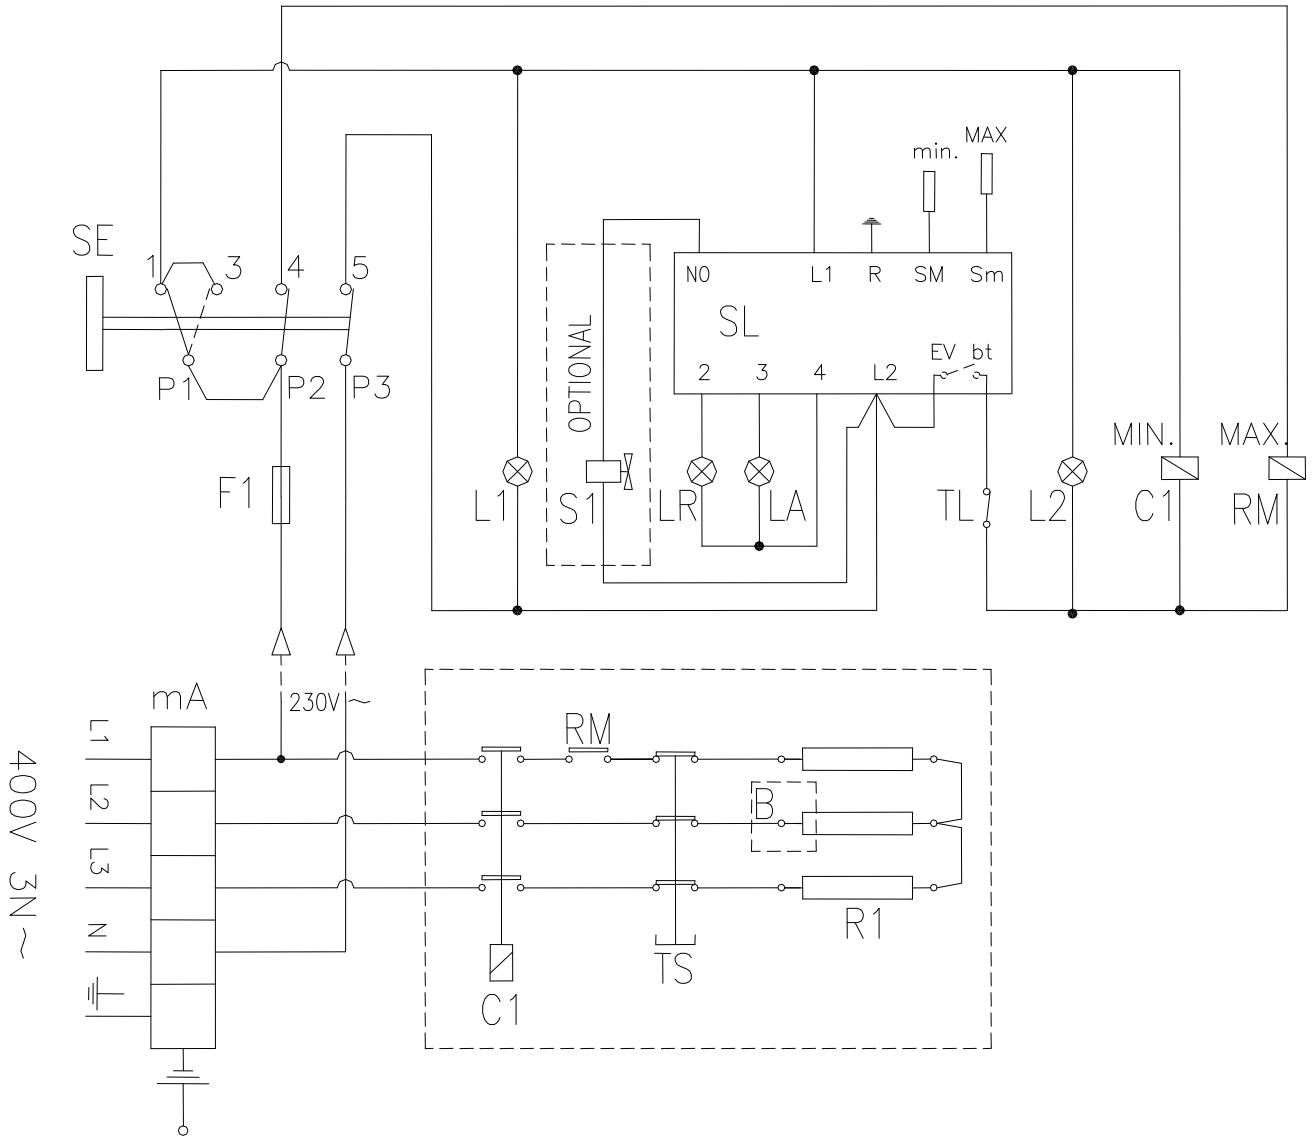 MAX
min.
SE
1
3
4
5
N0
L1
R
SM
Sm
SL
OPTIONAL
EV
bt
2
3
4
L2
P1
P2
P3
MIN.
MAX.
F1
L1
S1
LR
LA
TL
L2
C1
RM
mA
230V ~
RM
L1
L2
L3
N
400V 3N ~
B
R1
TS
C1